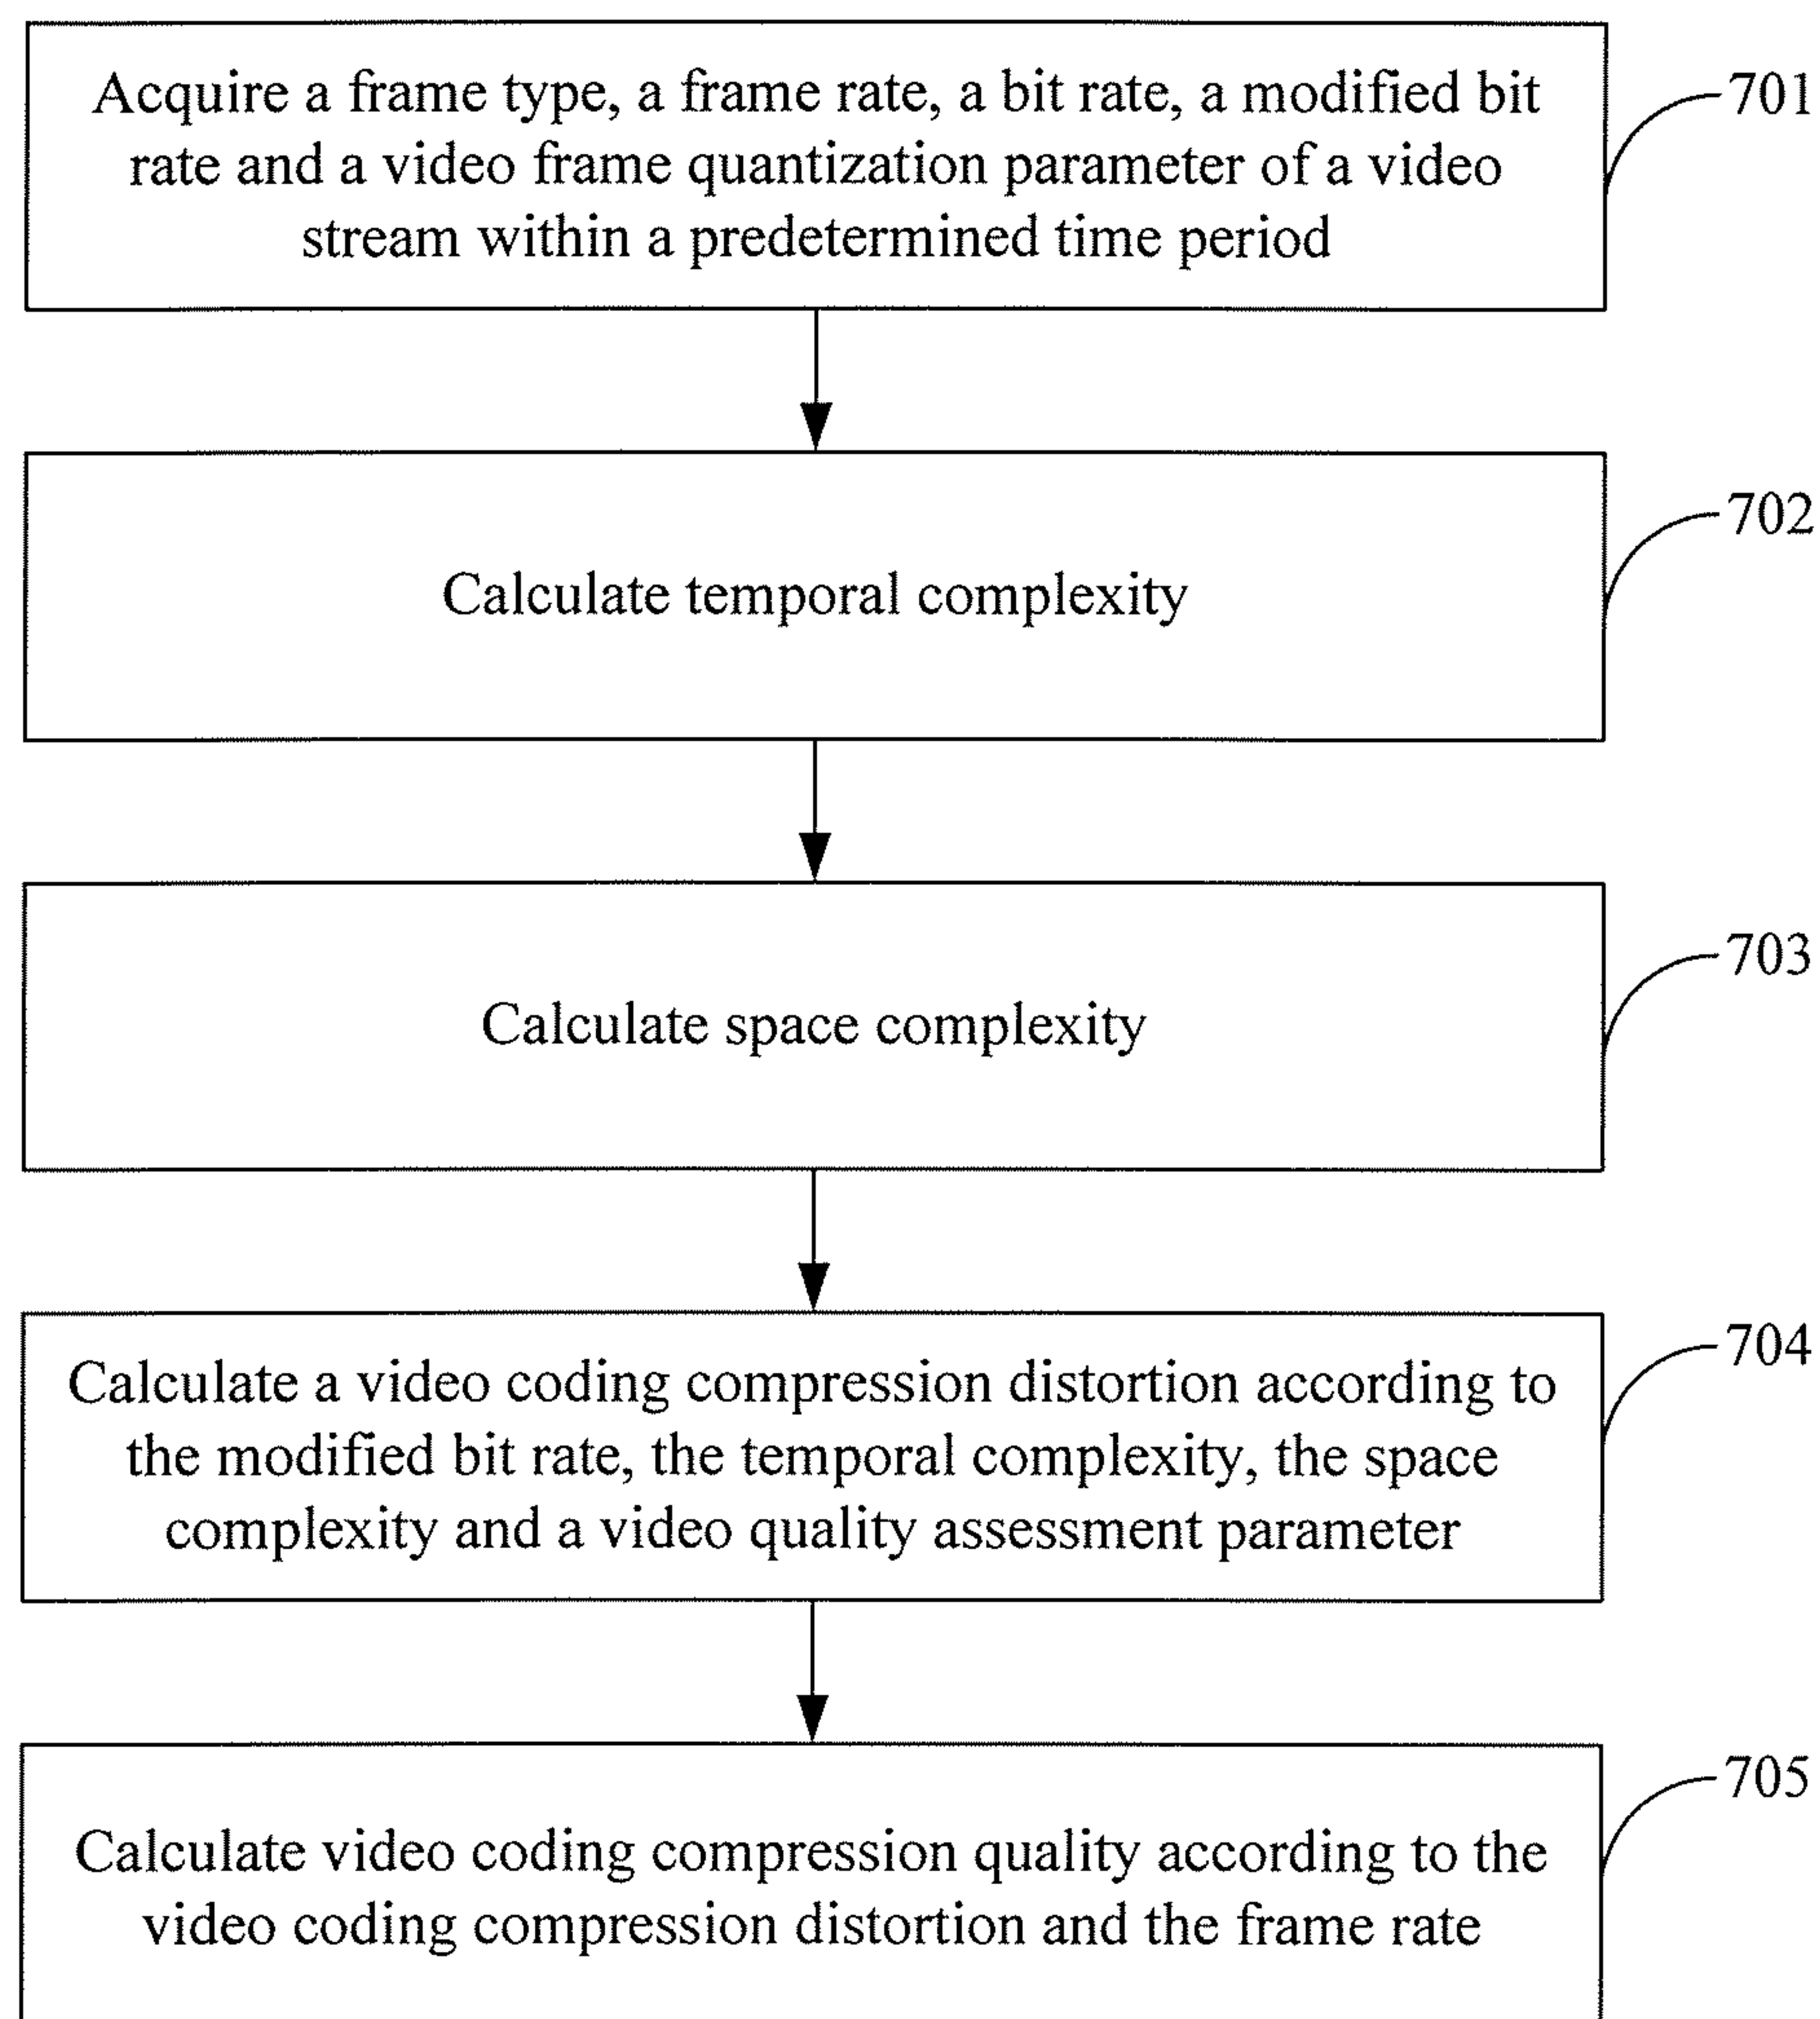 Acquire a frame type, a frame rate, a bit rate, a modified bit
rate and a video frame quantization parameter of a video
stream within a predetermined time period
701
Calculate temporal complexity
702
Calculate space complexity
703
Calculate a video coding compression distortion according to
the modified bit rate, the temporal complexity, the space
complexity and a video quality assessment parameter
704
Calculate video coding compression quality according to the
video coding compression distortion and the frame rate
705